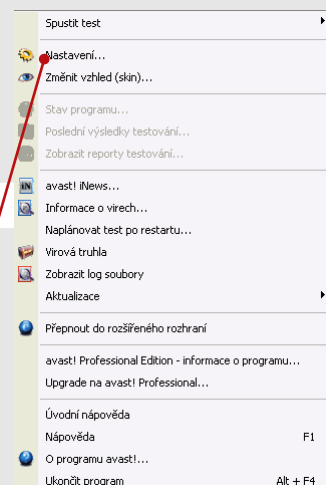 Spustit test
Nastavení...
Změnit vzhled (skin)...
Stav programu...
Poslední výsledky testování...
Zobrazit reporty testování...
avast! iNews...
Informace o virech...
Naplánovat test po restartu...
Virová truhla
Zobrazit log soubory
Aktualizace
Přepnout do rozšířeného rozhraní
avast! Professional Edition - informace o programu...
Upgrade na avast! Professional...
Úvodní nápověda
Nápověda F1
O programu avast!...
Ukončit program Alt + F4